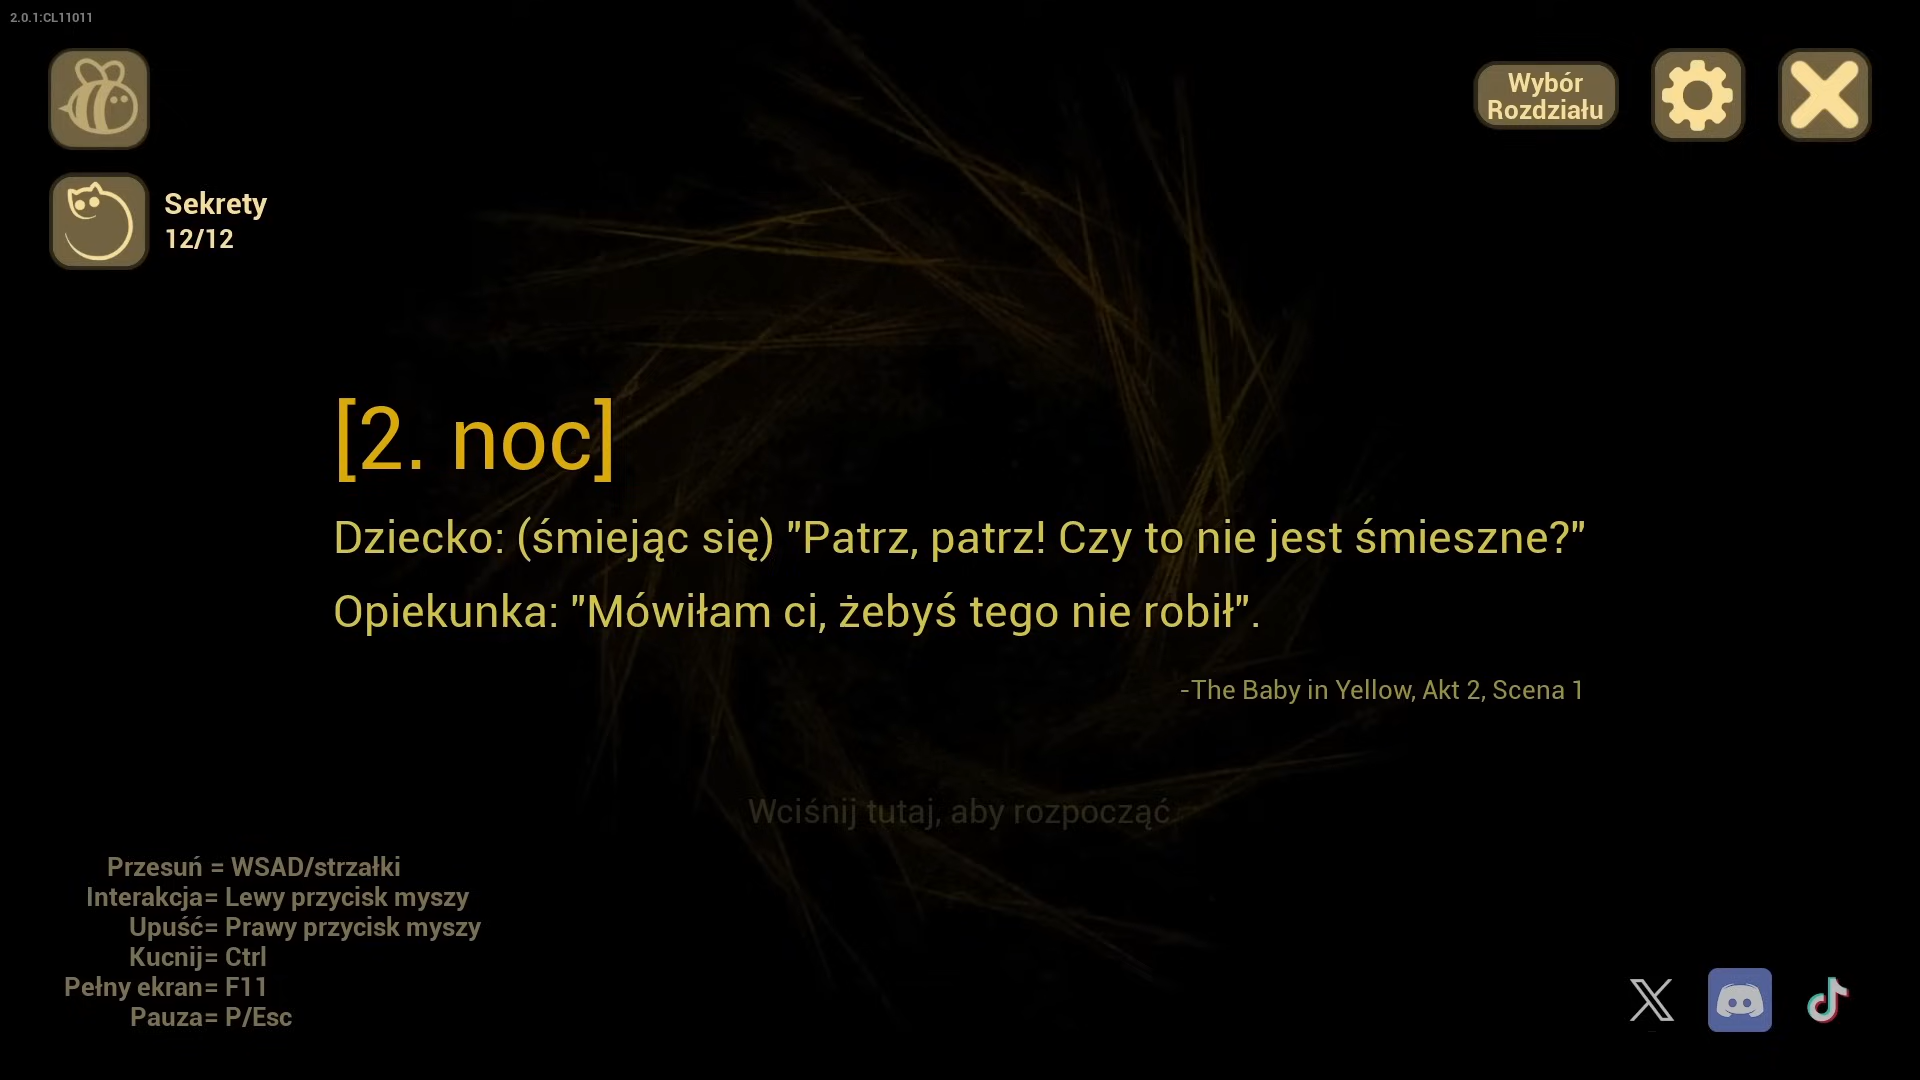 2.0.1:CL11011
Wybór
Rozdziału
Sekrety
12/12
[2. noc]
Dziecko: (śmiejąc się) "Patrz, patrz! Czy to nie jest śmieszne?"
Opiekunka: "Mówiłam ci, żebyś tego nie robił".
-The Baby in Yellow, Akt 2, Scena 1
Wciśnij tutaj, aby rozpocząć
Przesuń = WSAD/strzałki
Interakcja= Lewy przycisk myszy
Upuść= Prawy przycisk myszy
Kucnij= Ctrl
Pełny ekran= F11
Pauza= P/Esc